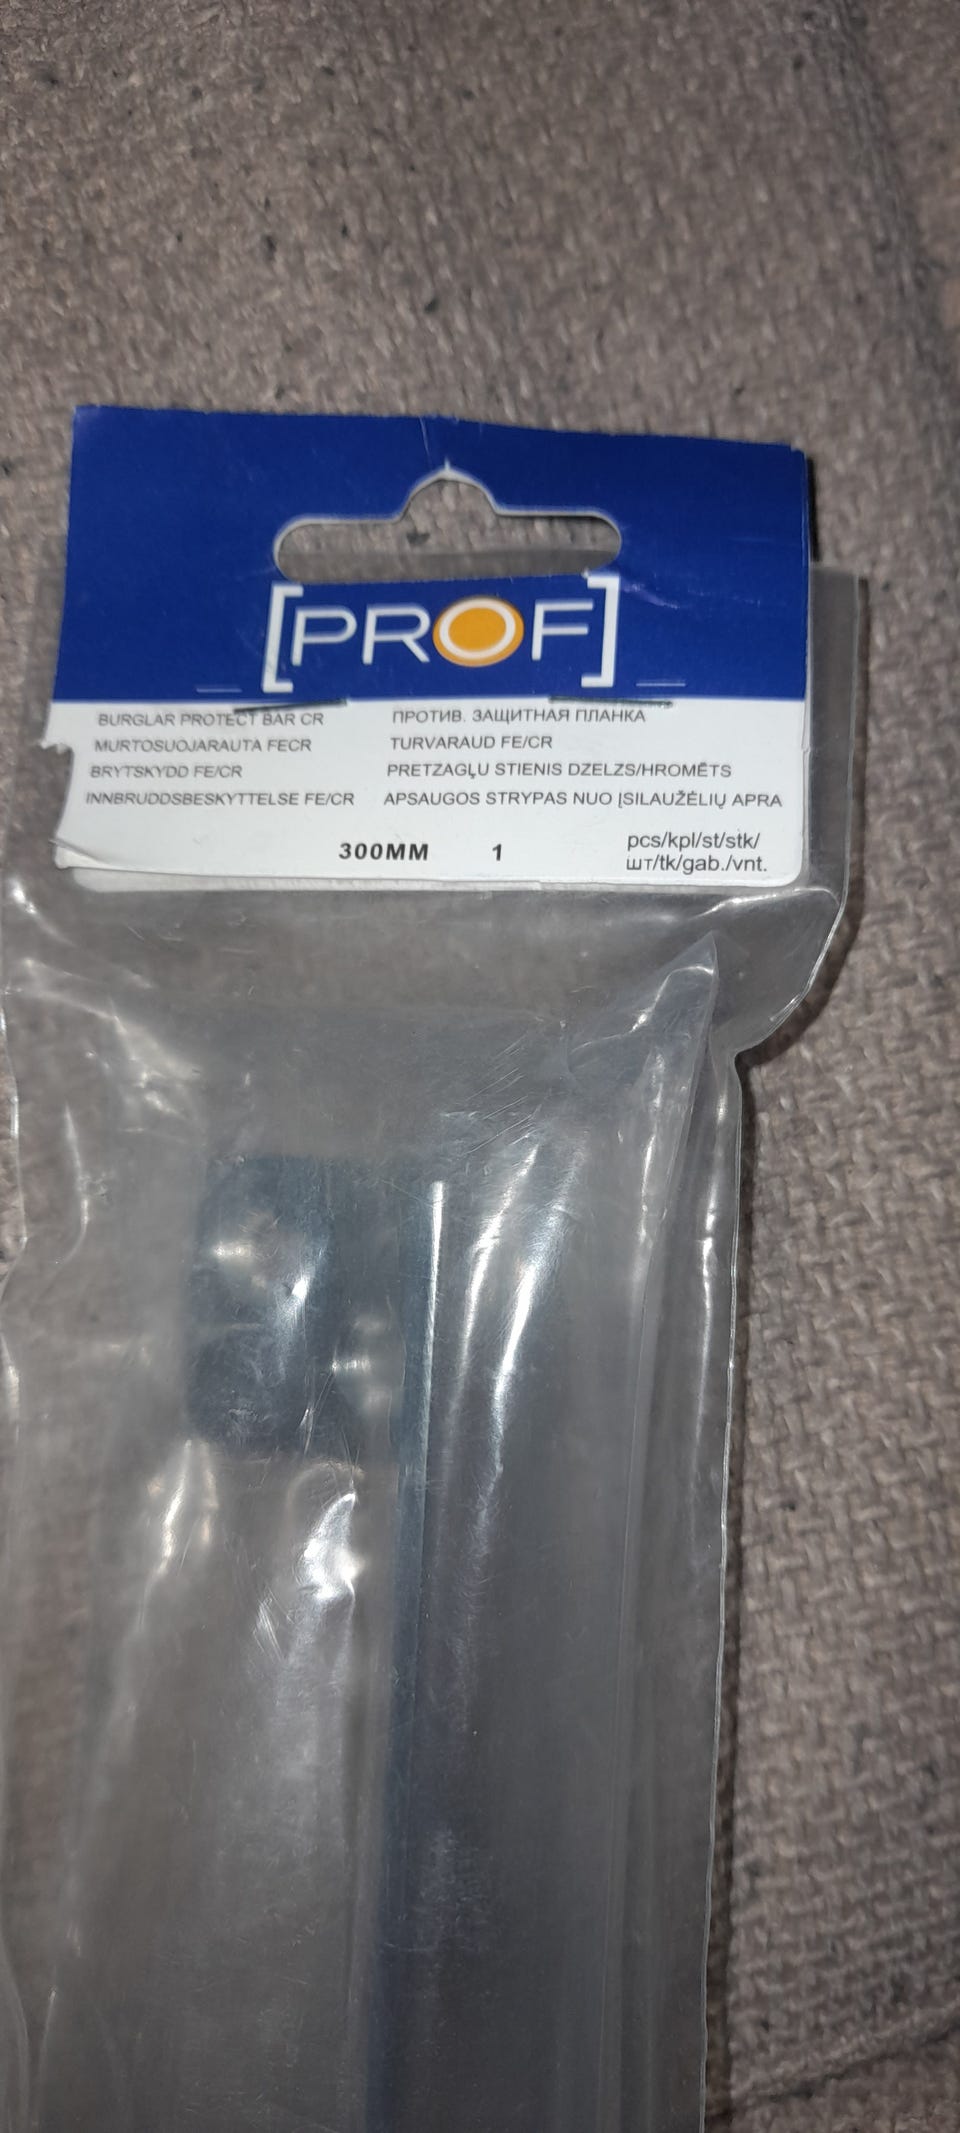 [PROF]
BURGLAR PROTECT BAR CR
MURTOSUOJARAUTA FECR
BRYTSKYDD FE/CR
INNBRUDDSBESKYTTELSE FE/CR
ПРОТИВ. ЗАЩИТНАЯ ПЛАНКА
TURVARAUD FE/CR
PRETZAGĻU STIENIS DZELZS/HROMĒTS
APSAUGOS STRYPAS NUO ĮSILAUŽĖLIŲ APRA
300MM 1
pcs/kpl/st/stk/
шт/tk/gab./vnt.